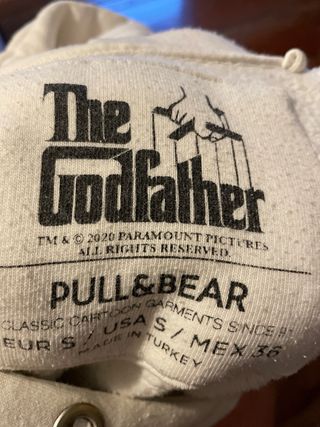 The
Godfather
TM & © 2020 PARAMOUNT PICTURES
ALL RIGHTS RESERVED.
PULL&BEAR
CLASSIC CARTOON GARMENTS SINCE 91
EUR S / USA S / MEX 36
MADE IN TURKEY